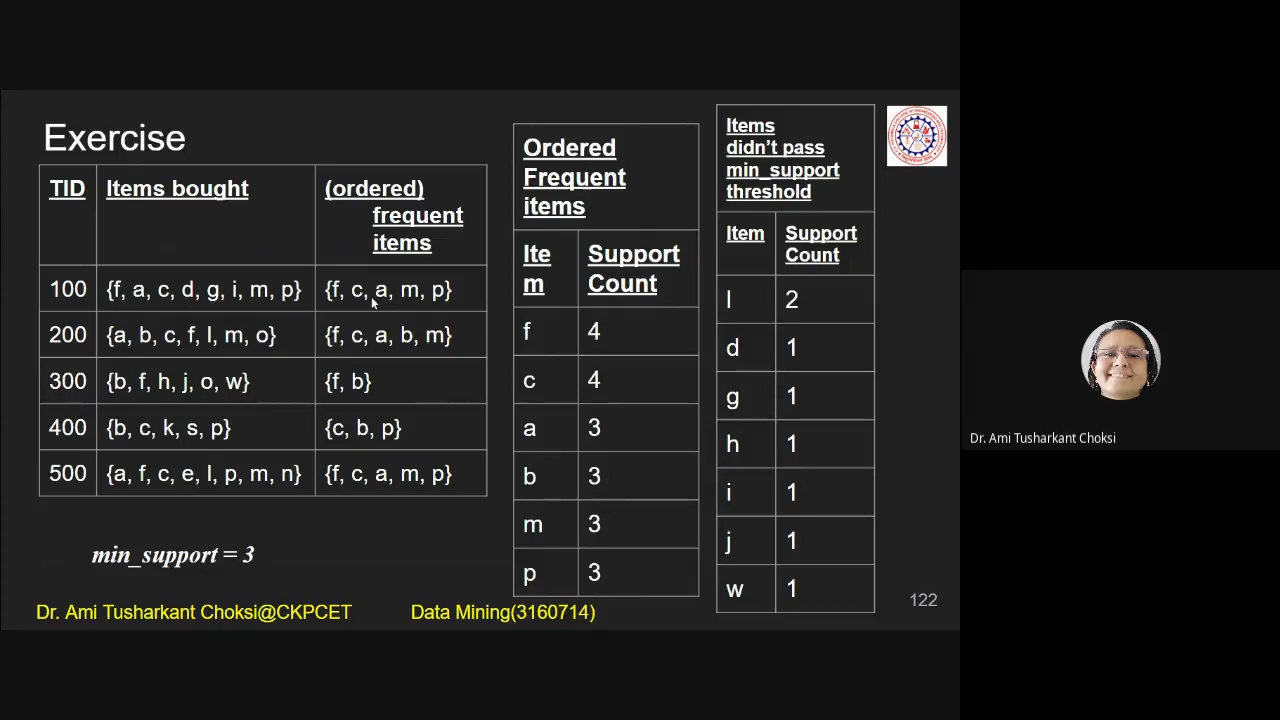 Exercise
TID Items bought (ordered)
frequent
items
100 {f, a, c, d, g, i, m, p} {f, c, a, m, p}
200 {a, b, c, f, l, m, o} {f, c, a, b, m}
300 {b, f, h, j, o, w} {f, b}
400 {b, c, k, s, p} {c, b, p}
500 {a, f, c, e, l, p, m, n} {f, c, a, m, p}
min_support = 3
Ordered
Frequent
items
Ite
m
Support
Count
f 4
c 4
a 3
b 3
m 3
p 3
Items
didn't pass
min_support
threshold
Item Support
Count
l 2
d 1
g 1
h 1
i 1
j 1
w 1
Dr. Ami Tusharkant Choksi@CKPCET Data Mining(3160714)
122
Dr. Ami Tusharkant Choksi